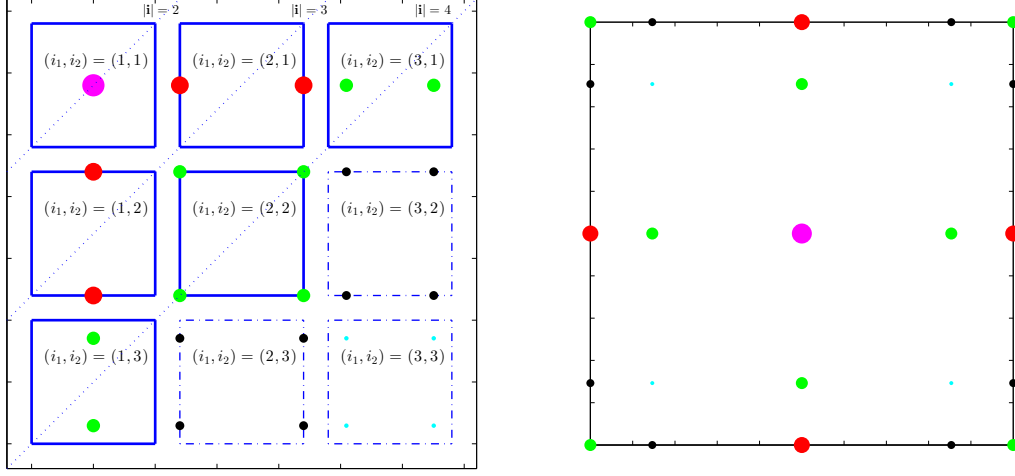 |i| = 2 |i| = 3 |i| = 4
(i₁, i₂) = (1, 1) (i₁, i₂) = (2, 1) (i₁, i₂) = (3, 1)
(i₁, i₂) = (1, 2) (i₁, i₂) = (2, 2) (i₁, i₂) = (3, 2)
(i₁, i₂) = (1, 3) (i₁, i₂) = (2, 3) (i₁, i₂) = (3, 3)